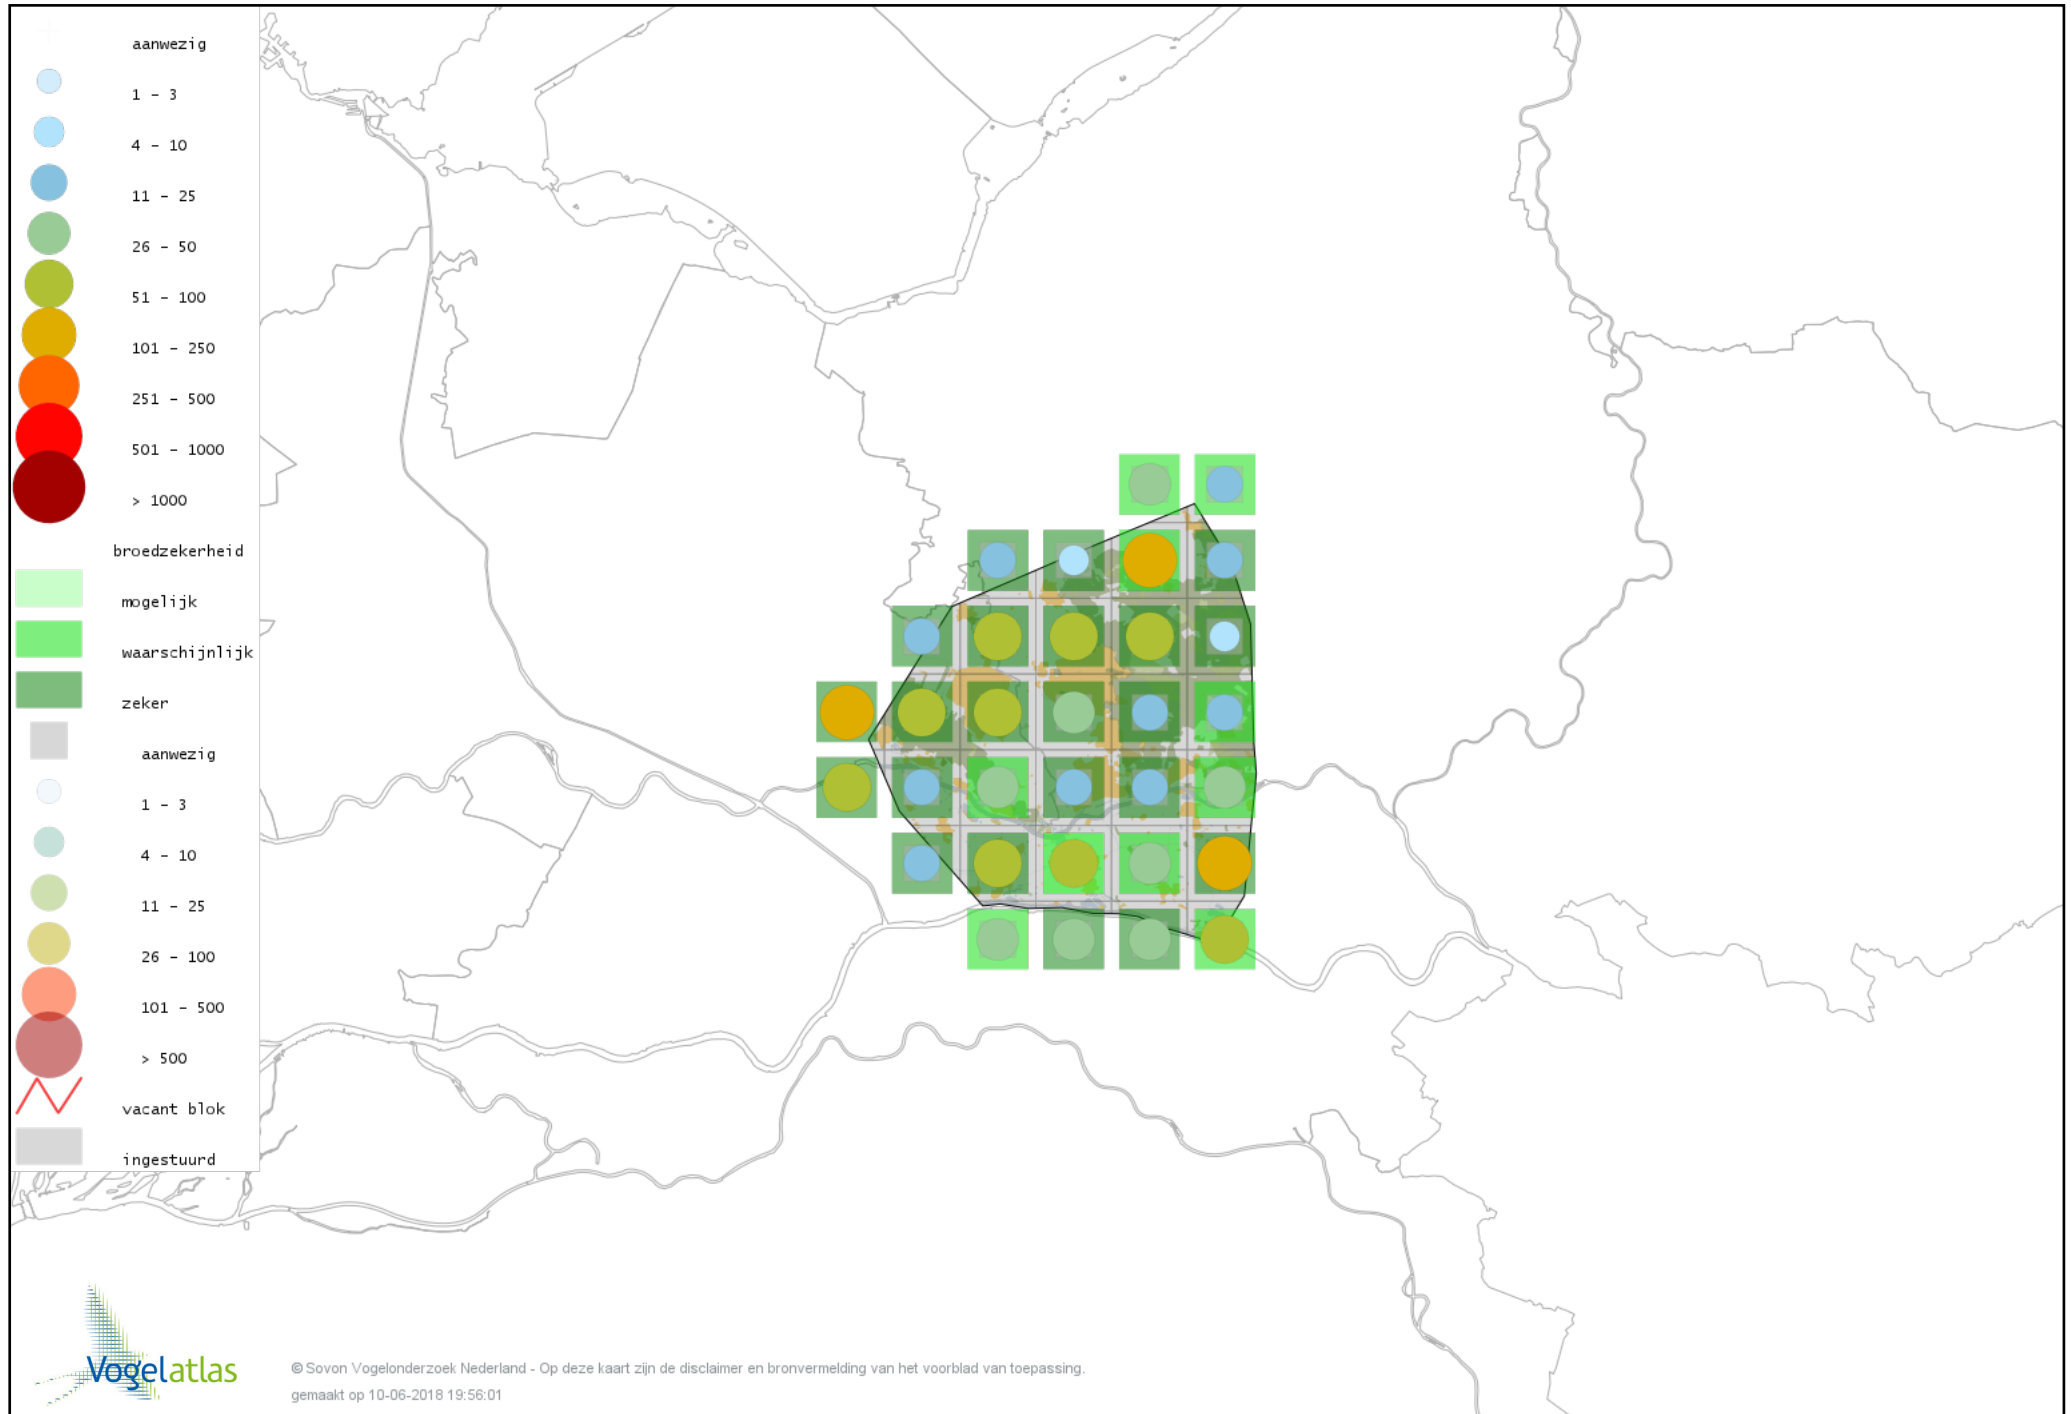 aanwezig
1 - 3
4 - 10
11 - 25
26 - 50
51 - 100
101 - 250
251 - 500
501 - 1000
> 1000
broedzekerheid
mogelijk
waarschijnlijk
zeker
aanwezig
1 - 3
4 - 10
11 - 25
26 - 100
101 - 500
> 500
vacant blok
ingestuurd
Vogelatlas
© Sovon Vogelonderzoek Nederland - Op deze kaart zijn de disclaimer en bronvermelding van het voorblad van toepassing.
gemaakt op 10-06-2018 19:56:01